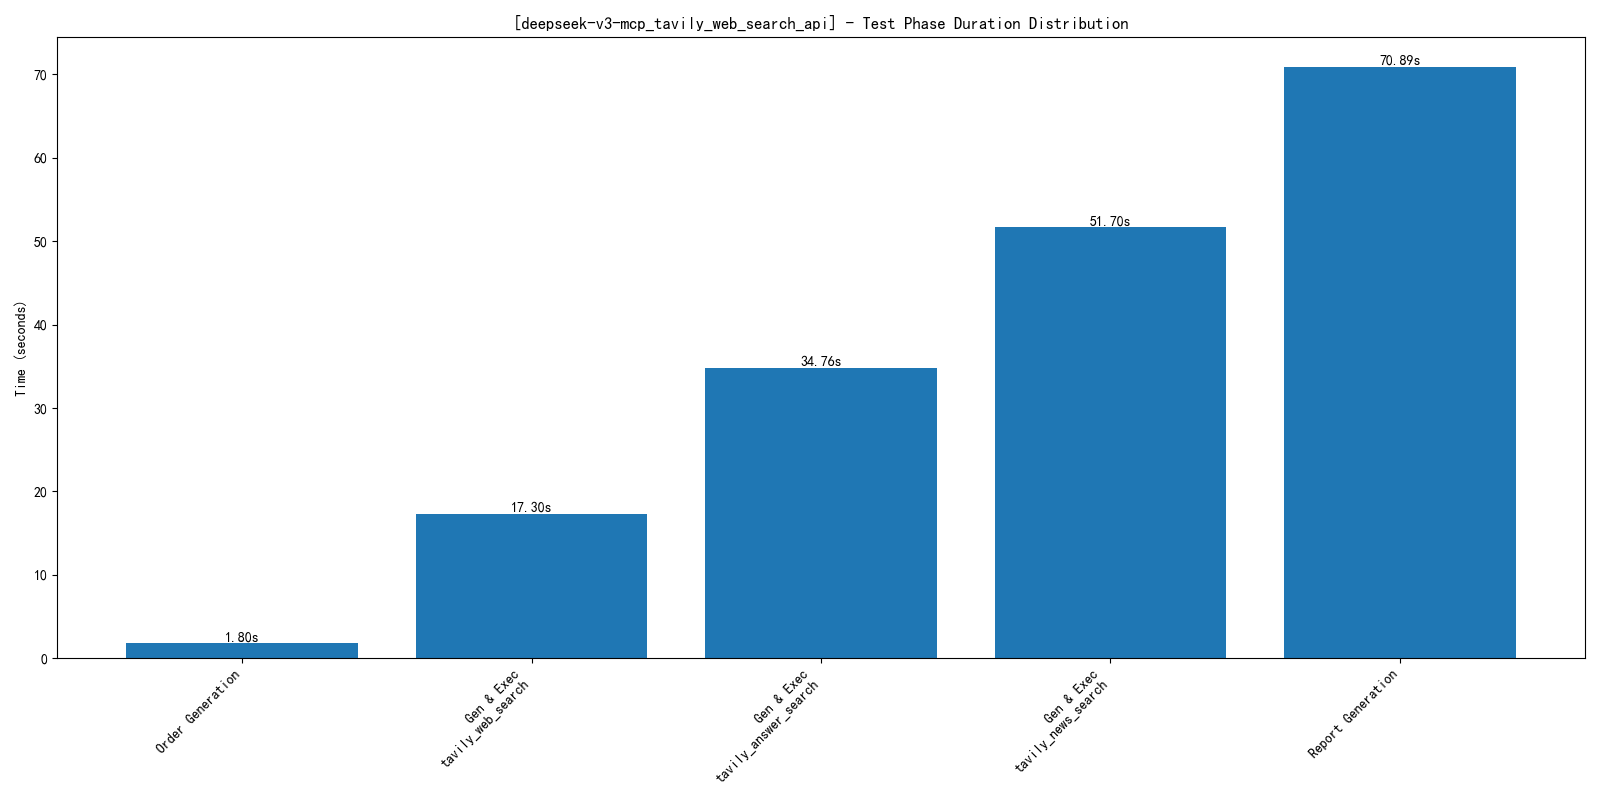 [deepseek-v3-mcp_tavily_web_search_api] - Test Phase Duration Distribution
Time (seconds)
70
60
50
40
30
20
10
0
1.80s
17.30s
34.76s
51.70s
70.89s
Order Generation
Gen & Exec
tavily_web_search
Gen & Exec
tavily_answer_search
Gen & Exec
tavily_news_search
Report Generation